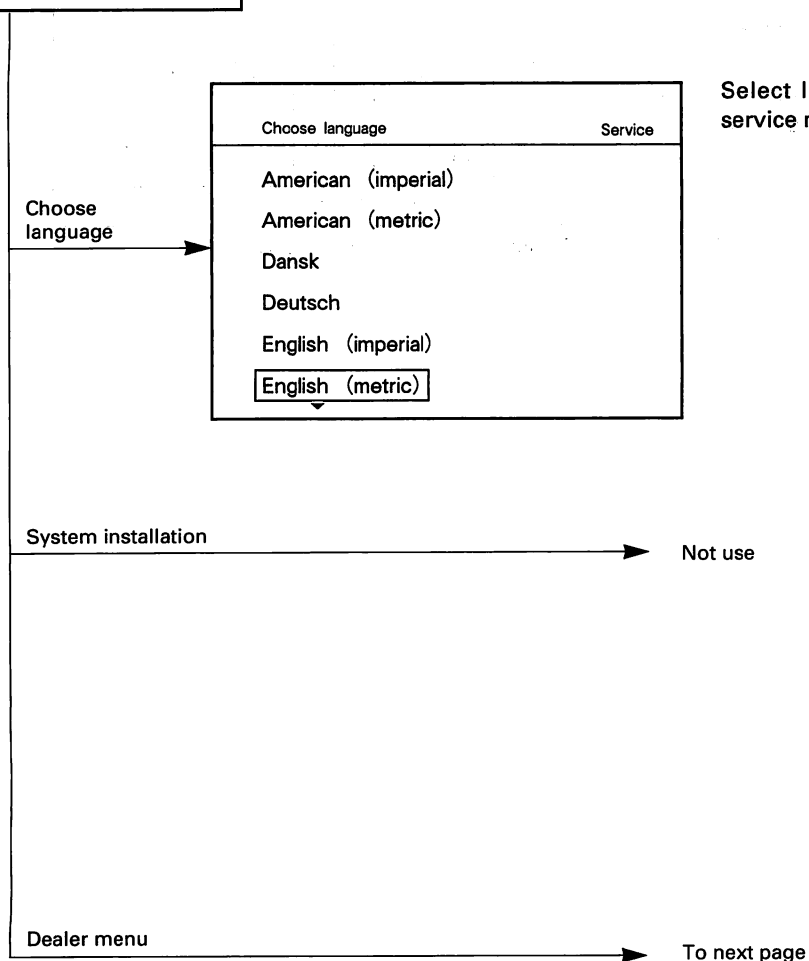 Select
service
Choose language Service
American (imperial)
American (metric)
Dansk
Deutsch
English (imperial)
English (metric)
Choose
language
System installation
Not use
Dealer menu
To next page